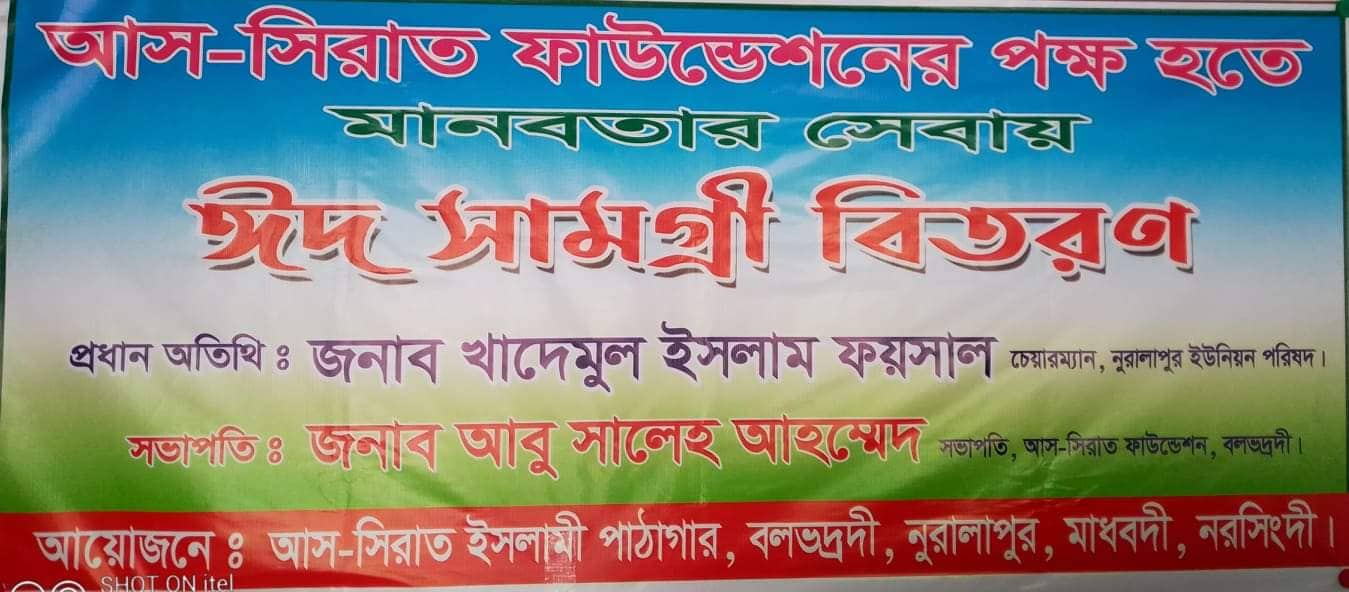 আস-সিরাত ফাউন্ডেশনের পক্ষ হতে
মানবতার সেবায়
ঈদ সামগ্রী বিতরণ
প্রধান অতিথি ঃ জনাব খাদেমুল ইসলাম ফয়সাল চেয়ারম্যান, নুরালাপুর ইউনিয়ন পরিষদ।
সভাপতি ঃ জনাব আবু সালেহ আহম্মেদ সভাপতি, আস-সিরাত ফাউন্ডেশন, বলভদ্রদী।
আয়োজনে ঃ আস-সিরাত ইসলামী পাঠাগার, বলভদ্রদী, নুরালাপুর, মাধবদী, নরসিংদী।
SHOT ON itel